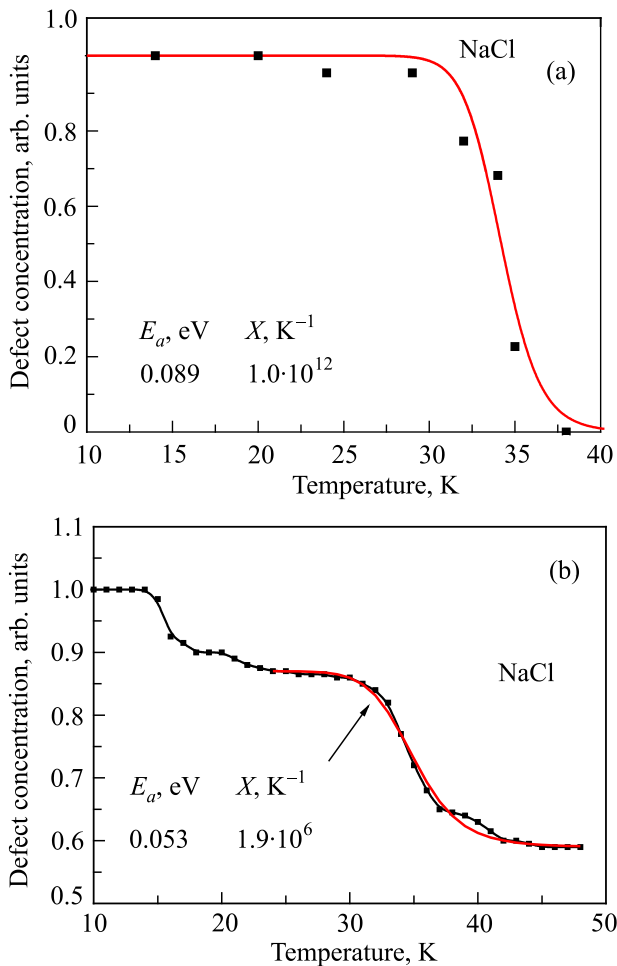 1.0
0.8
0.6
0.4
0.2
0
Defect concentration, arb. units
NaCl
(a)
E_a, eV X, K⁻¹
0.089 1.0·10¹²
10 15 20 25 30 35 40
Temperature, K
1.1
1.0
0.9
0.8
0.7
0.6
0.5
Defect concentration, arb. units
(b)
NaCl
E_a, eV X, K⁻¹
0.053 1.9·10⁶
10 20 30 40 50
Temperature, K